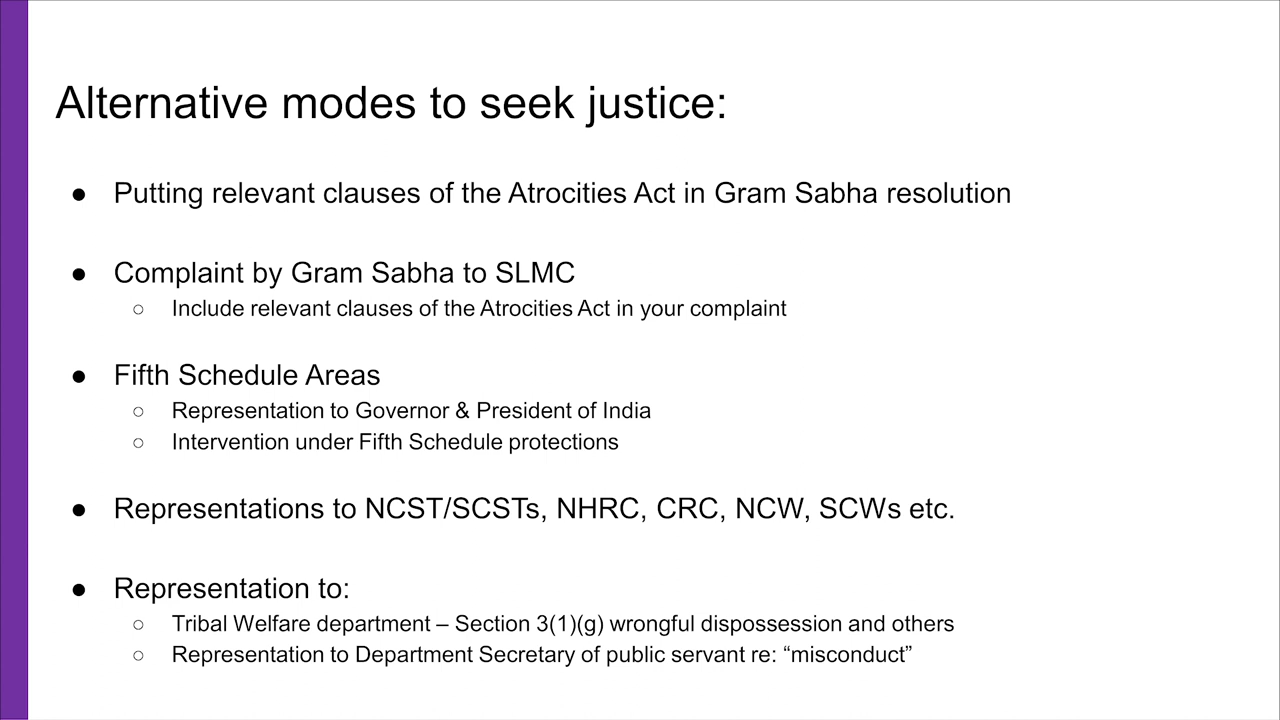 Alternative modes to seek justice:
● Putting relevant clauses of the Atrocities Act in Gram Sabha resolution
● Complaint by Gram Sabha to SLMC
○ Include relevant clauses of the Atrocities Act in your complaint
● Fifth Schedule Areas
○ Representation to Governor & President of India
○ Intervention under Fifth Schedule protections
● Representations to NCST/SCSTs, NHRC, CRC, NCW, SCWs etc.
● Representation to:
○ Tribal Welfare department – Section 3(1)(g) wrongful dispossession and others
○ Representation to Department Secretary of public servant re: “misconduct”